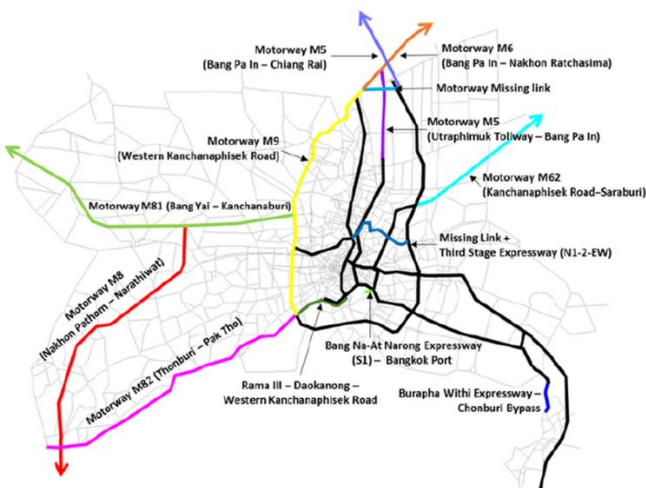 Motorway M5
(Bang Pa In – Chiang Rai)
Motorway M6
(Bang Pa In – Nakhon Ratchasima)
Motorway Missing link
Motorway M5
(Utraphimuk Tollway – Bang Pa In)
Motorway M9
(Western Kanchanaphisek Road)
Motorway M62
(Kanchanaphisek Road–Saraburi)
Motorway M81 (Bang Yai – Kanchanaburi)
Missing Link +
Third Stage Expressway (N1-2-EW)
Motorway M8
(Nakhon Pathom – Narathiwat)
Motorway M82 (Thonburi – Pak Tho)
Bang Na-At Narong Expressway
(S1) – Bangkok Port
Rama III – Daokanong –
Western Kanchanaphisek Road
Burapha Withi Expressway –
Chonburi Bypass